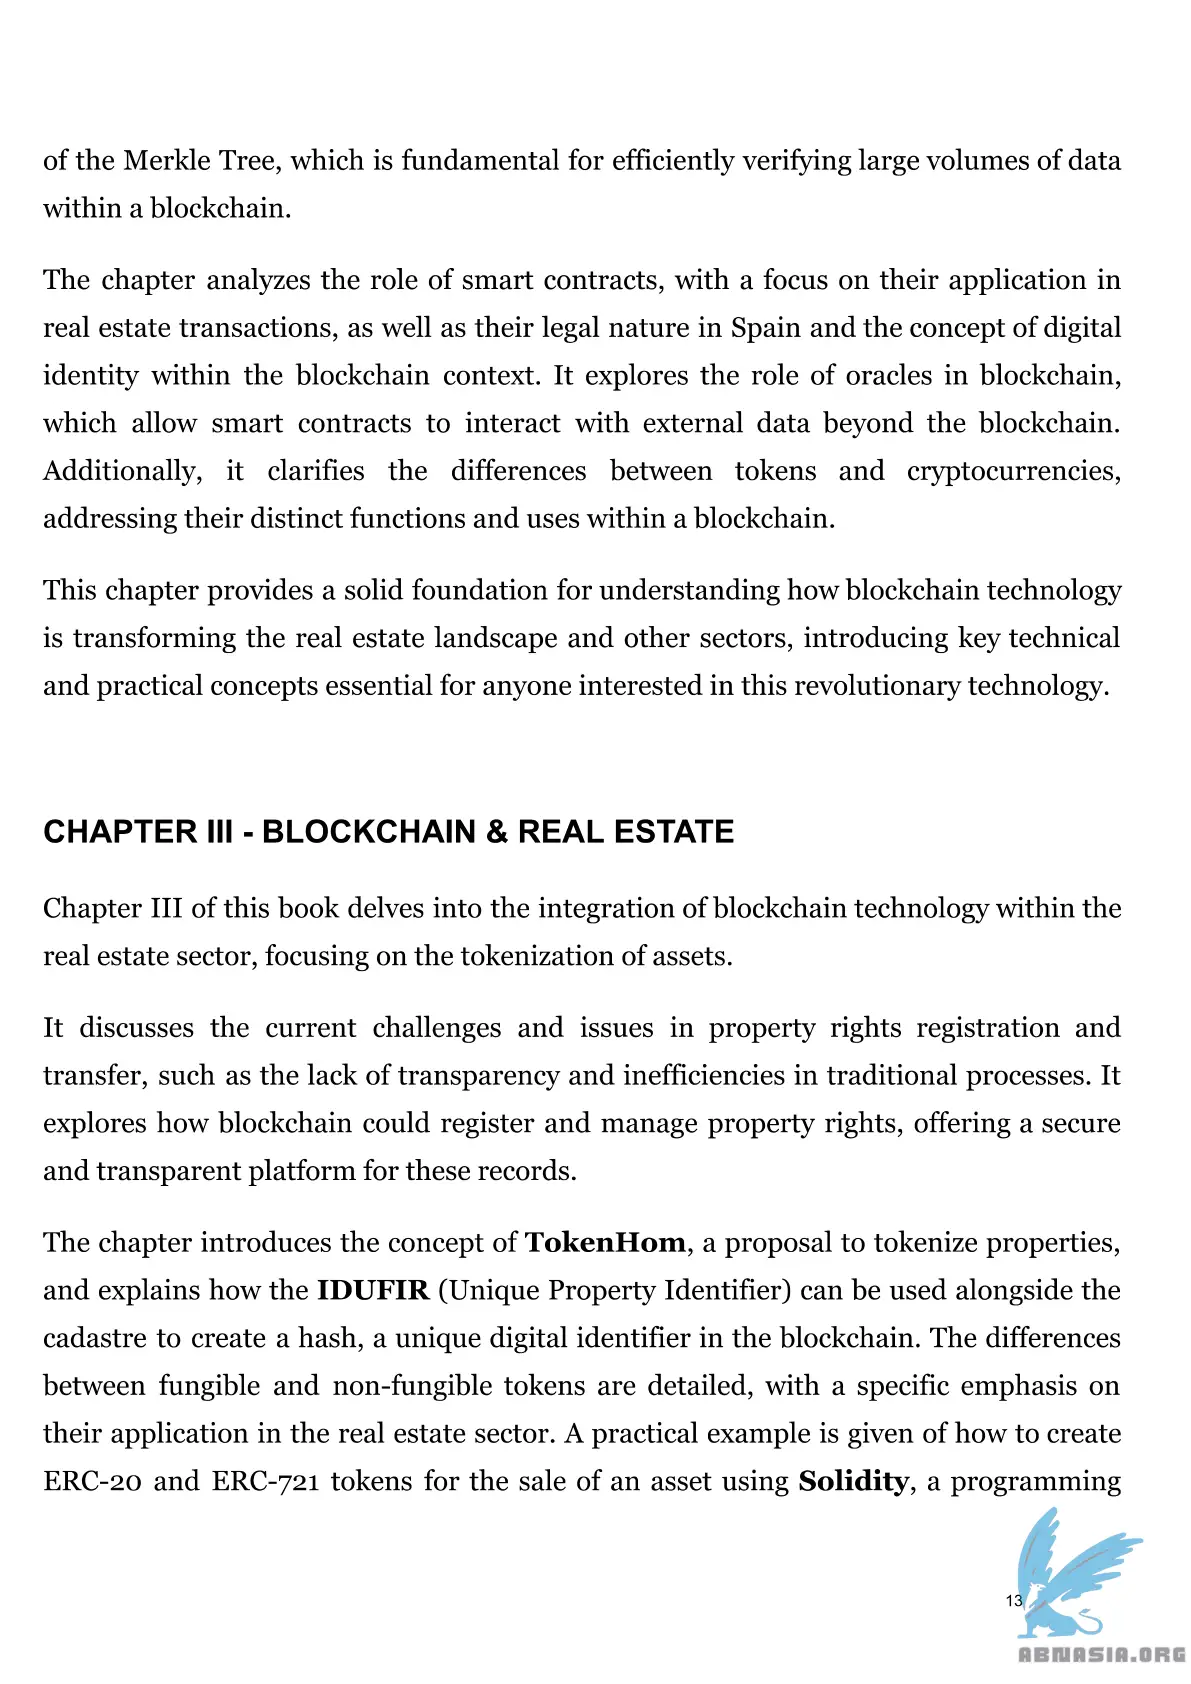 of the Merkle Tree, which is fundamental for efficiently verifying large volumes of data
within a blockchain.
The chapter analyzes the role of smart contracts, with a focus on their application in
real estate transactions, as well as their legal nature in Spain and the concept of digital
identity within the blockchain context. It explores the role of oracles in blockchain,
which allow smart contracts to interact with external data beyond the blockchain.
Additionally, it clarifies the differences between tokens and cryptocurrencies,
addressing their distinct functions and uses within a blockchain.
This chapter provides a solid foundation for understanding how blockchain technology
is transforming the real estate landscape and other sectors, introducing key technical
and practical concepts essential for anyone interested in this revolutionary technology.
CHAPTER III - BLOCKCHAIN & REAL ESTATE
Chapter III of this book delves into the integration of blockchain technology within the
real estate sector, focusing on the tokenization of assets.
It discusses the current challenges and issues in property rights registration and
transfer, such as the lack of transparency and inefficiencies in traditional processes. It
explores how blockchain could register and manage property rights, offering a secure
and transparent platform for these records.
The chapter introduces the concept of TokenHom, a proposal to tokenize properties,
and explains how the IDUFIR (Unique Property Identifier) can be used alongside the
cadastre to create a hash, a unique digital identifier in the blockchain. The differences
between fungible and non-fungible tokens are detailed, with a specific emphasis on
their application in the real estate sector. A practical example is given of how to create
ERC-20 and ERC-721 tokens for the sale of an asset using Solidity, a programming
13
ABNASIA.ORG